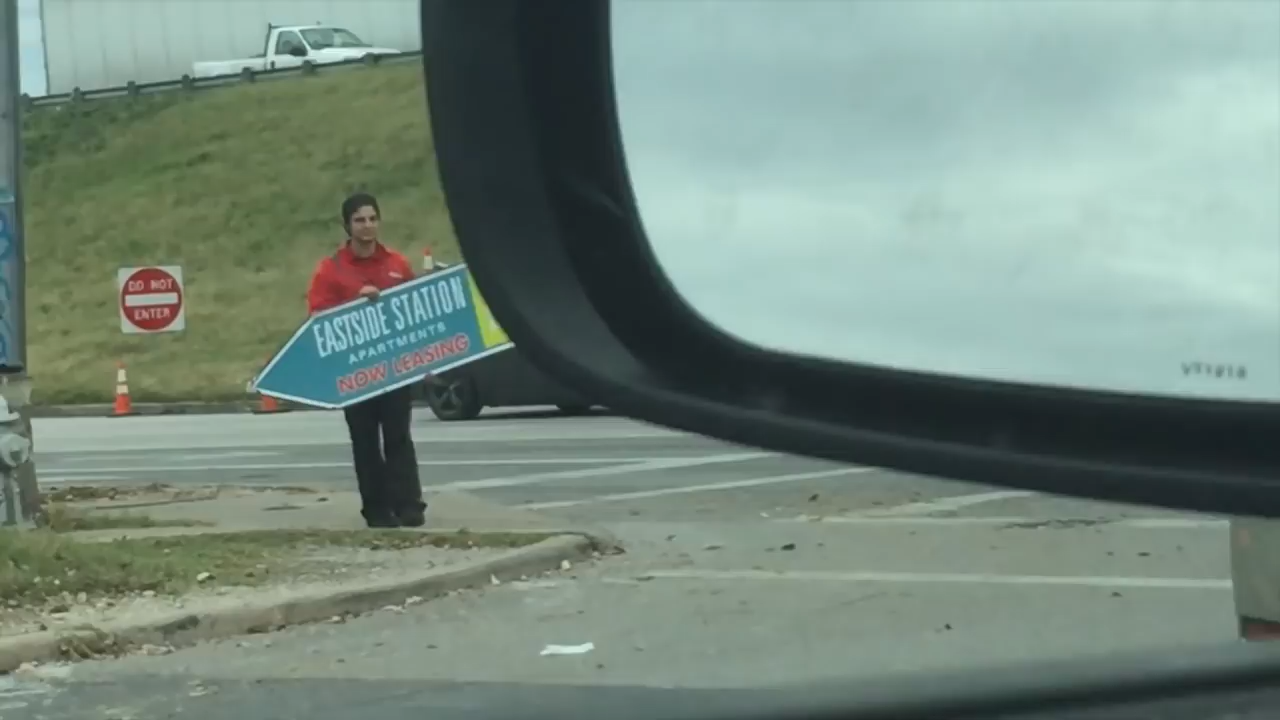 DO NOT
ENTER
EASTSIDE STATION
APARTMENTS
NOW LEASING